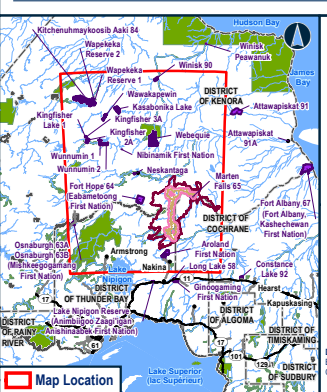 Hudson Bay
Kitchenuhmaykoosib Aaki 84
Wapekeka
Reserve 2
Winisk
Peawanuk
Wapekeka
Reserve 1
Winisk 90
James
Bay
Wawakapewin
Kasabonika Lake
DISTRICT
OF KENORA
Attawapiskat 91
Kingfisher
Lake 1
Kingfisher 3A
Kingfisher
2A
Webequie
Attawapiskat
91A
Wunnumin 1
Wunnumin 2
Nibinamik First Nation
Neskantaga
Marten
Falls 65
Fort Hope 64
(Eabametoong
First Nation)
Fort Albany 67
(Fort Albany,
Kashechewan
First Nation)
DISTRICT OF
COCHRANE
Osnaburgh 63A
Osnaburgh 63B
(Mishkeegogamang
First Nation)
Armstrong
Aroland
First Nation
Nakina
Long Lake 58
Constance
Lake 92
Lake
Nipigon
11
Ginoogaming
First Nation
Hearst
Kapuskasing
17
DISTRICT
OF THUNDER BAY
Lake Nipigon Reserve
(Animbiigoo Zaagi'igan
Anishinaabek First Nation)
DISTRICT
OF ALGOMA
DISTRICT
OF RAINY
RIVER
61
17
DISTRICT OF
TIMISKAMING
101
129
DISTRICT
OF SUDBURY
Lake Superior
(lac Supérieur)
Map Location